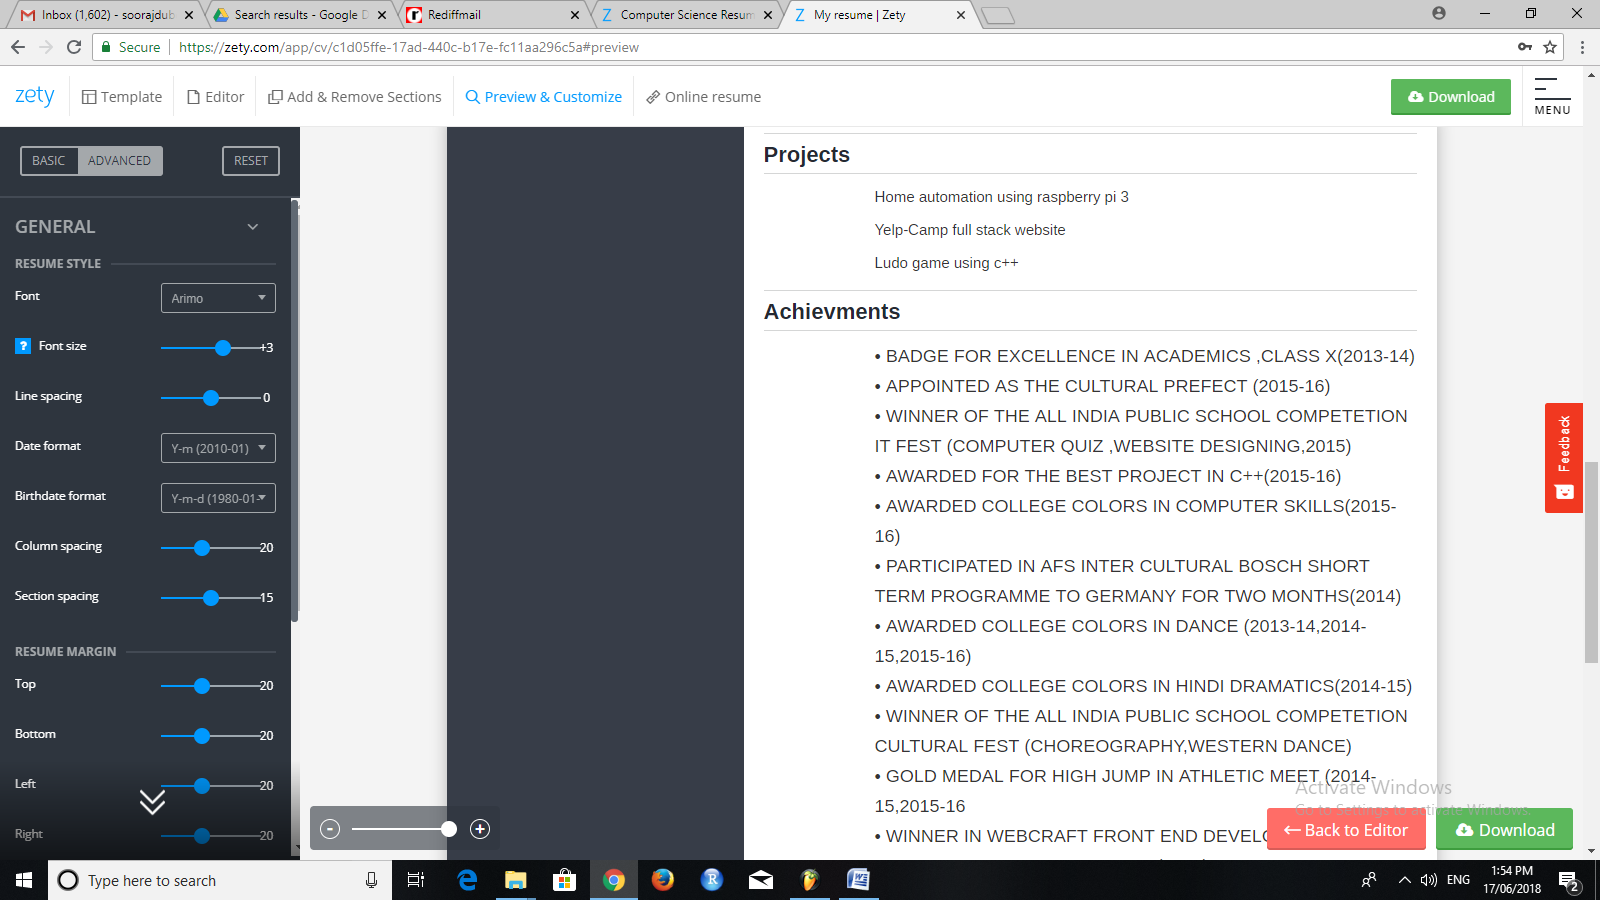 Inbox (1,602) - soorajdub
Search results - Google D
Rediffmail
Computer Science Resum
My resume | Zety
Secure
https://zety.com/app/cv/c1d05ffe-17ad-440c-b17e-fc11aa296c5a#preview
zety
Template
Editor
Add & Remove Sections
Preview & Customize
Online resume
Download
MENU
BASIC
ADVANCED
RESET
GENERAL
RESUME STYLE
Font
Arimo
? Font size
+3
Line spacing
0
Date format
Y-m (2010-01)
Birthdate format
Y-m-d (1980-01-
Column spacing
20
Section spacing
15
RESUME MARGIN
Top
20
Bottom
20
Left
20
Right
20
Projects
Home automation using raspberry pi 3
Yelp-Camp full stack website
Ludo game using c++
Achievments
• BADGE FOR EXCELLENCE IN ACADEMICS ,CLASS X(2013-14)
• APPOINTED AS THE CULTURAL PREFECT (2015-16)
• WINNER OF THE ALL INDIA PUBLIC SCHOOL COMPETETION
IT FEST (COMPUTER QUIZ ,WEBSITE DESIGNING,2015)
• AWARDED FOR THE BEST PROJECT IN C++(2015-16)
• AWARDED COLLEGE COLORS IN COMPUTER SKILLS(2015-
16)
• PARTICIPATED IN AFS INTER CULTURAL BOSCH SHORT
TERM PROGRAMME TO GERMANY FOR TWO MONTHS(2014)
• AWARDED COLLEGE COLORS IN DANCE (2013-14,2014-
15,2015-16)
• AWARDED COLLEGE COLORS IN HINDI DRAMATICS(2014-15)
• WINNER OF THE ALL INDIA PUBLIC SCHOOL COMPETETION
CULTURAL FEST (CHOREOGRAPHY,WESTERN DANCE)
• GOLD MEDAL FOR HIGH JUMP IN ATHLETIC MEET (2014-
15,2015-16
• WINNER IN WEBCRAFT FRONT END DEVELO
Feedback
Activate Windows
Go to Settings to activate Windows.
Back to Editor
Download
Type here to search
ENG
1:54 PM
17/06/2018
2